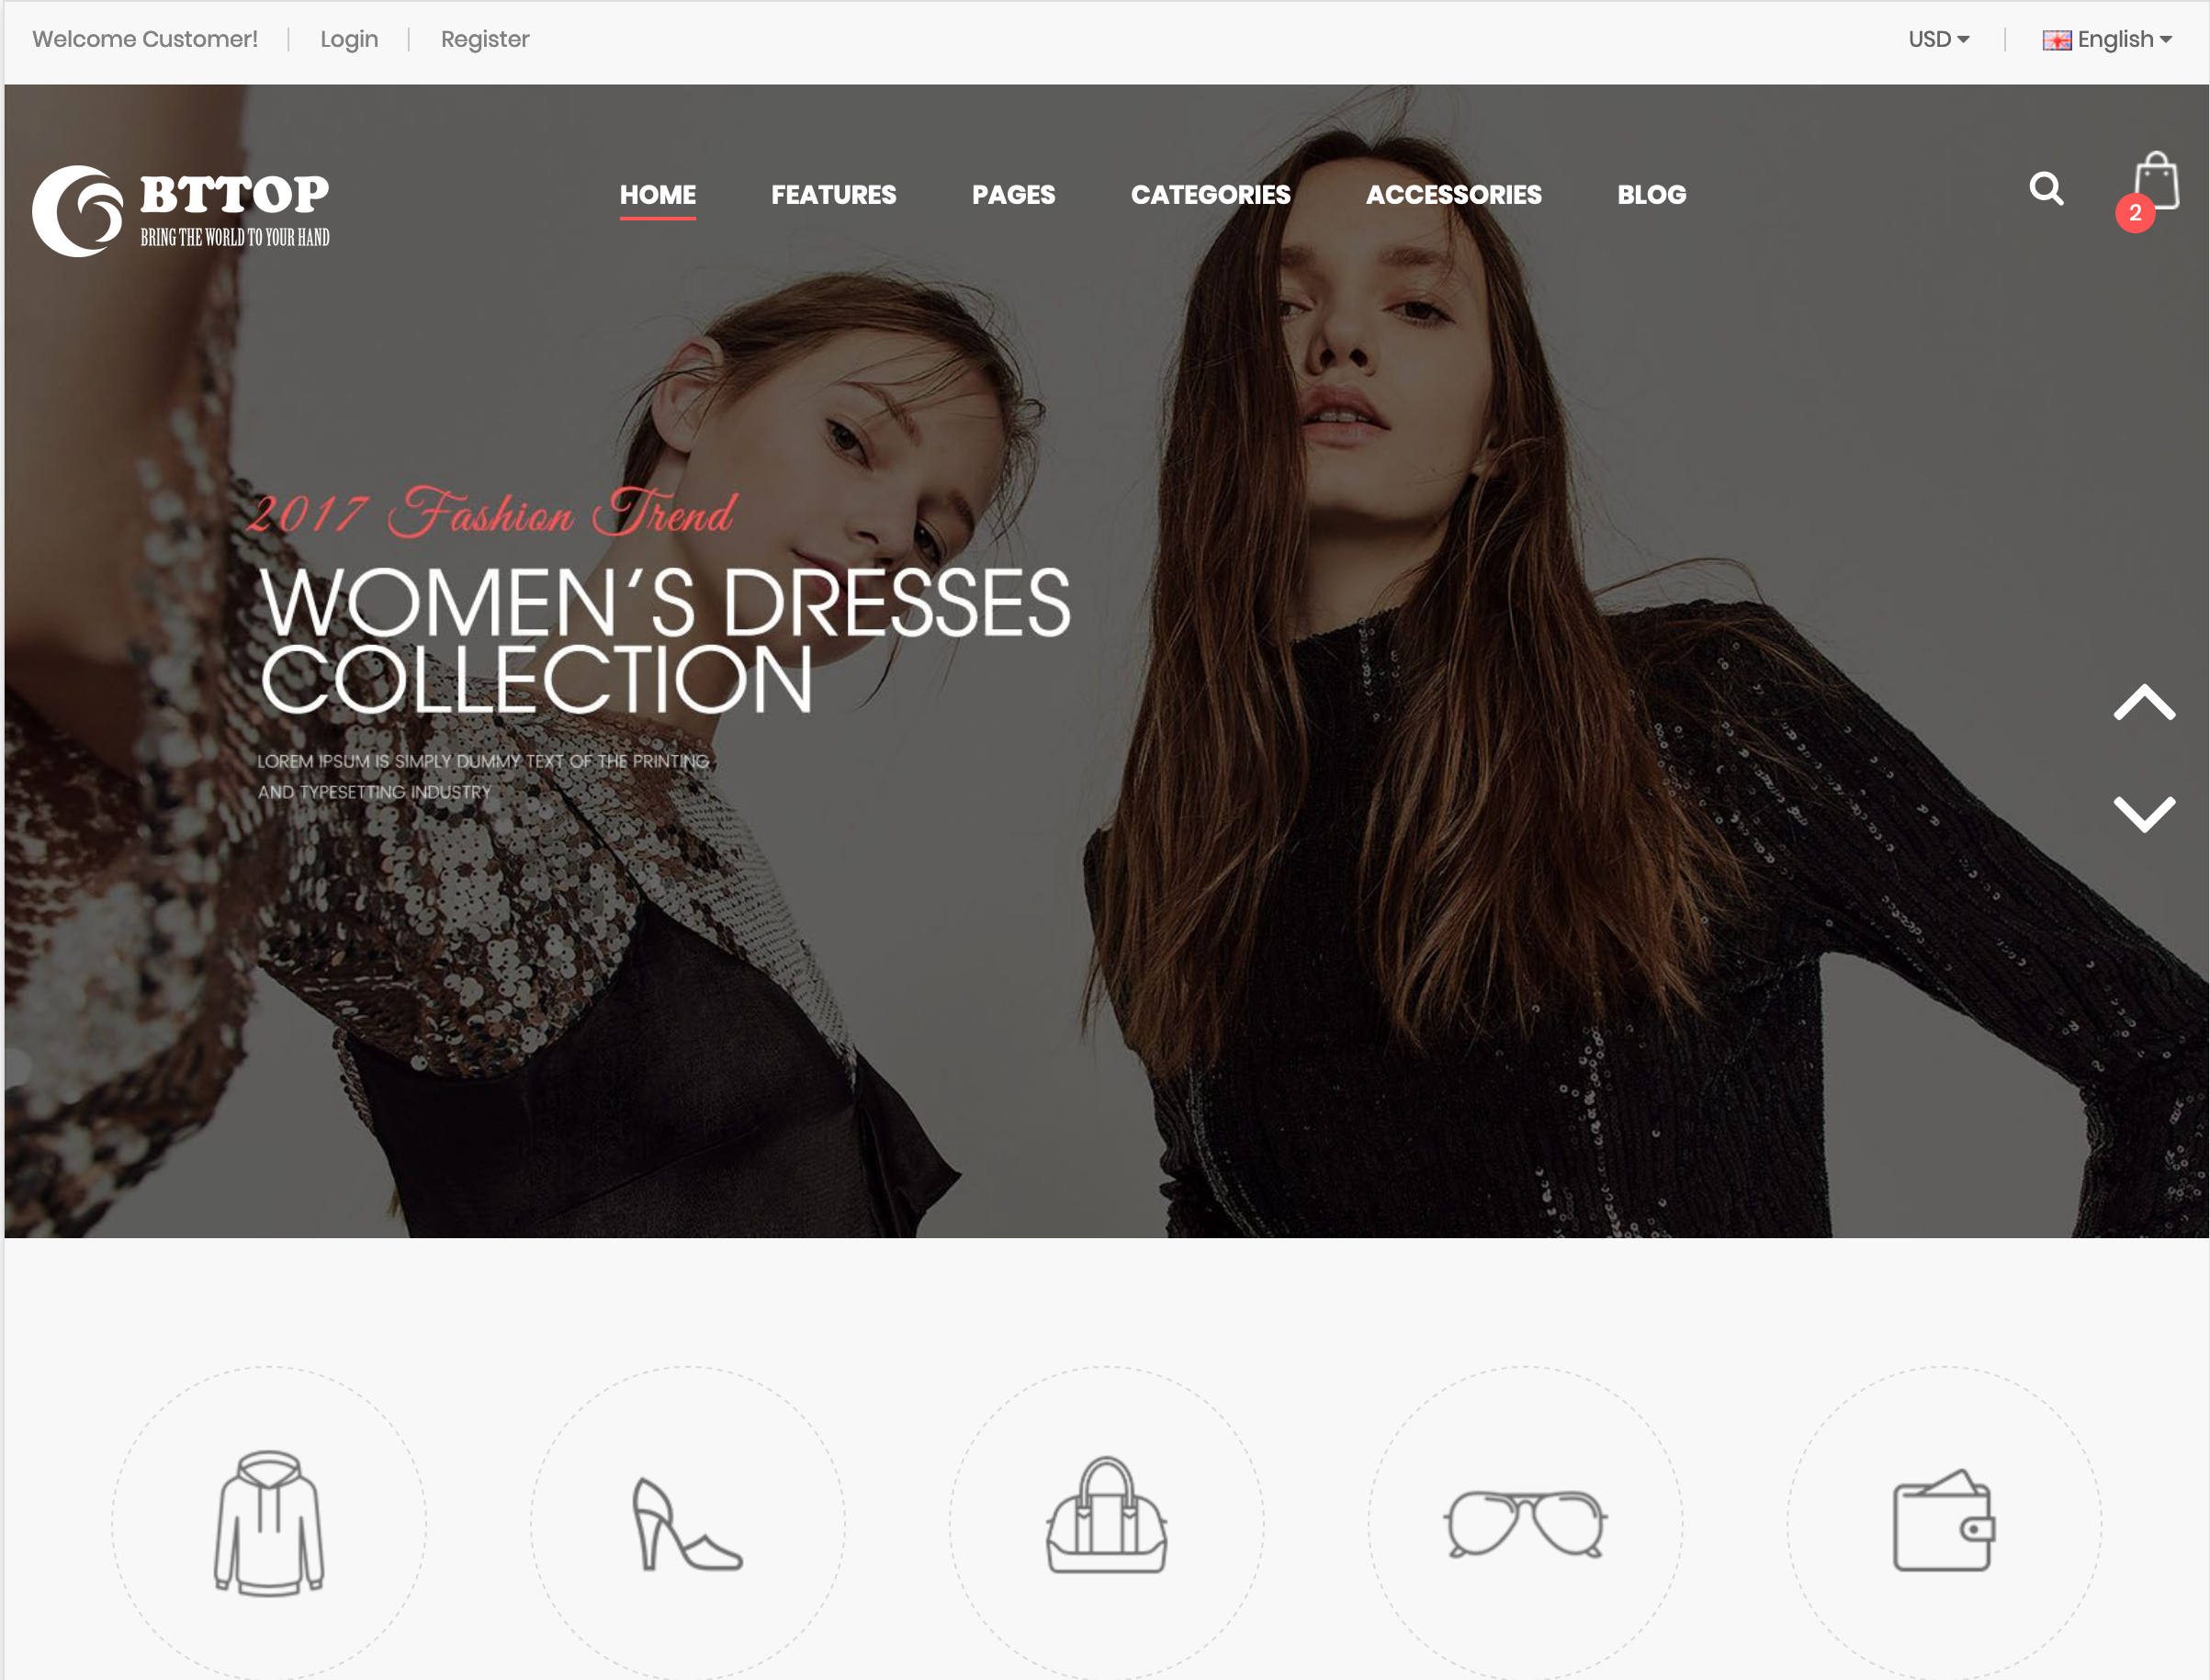 Welcome Customer! Login Register USD English
BTTOP
BRING THE WORLD TO YOUR HAND
HOME FEATURES PAGES CATEGORIES ACCESSORIES BLOG
2
2017 Fashion Trend
WOMEN'S DRESSES
COLLECTION
LOREM IPSUM IS SIMPLY DUMMY TEXT OF THE PRINTING
AND TYPESETTING INDUSTRY